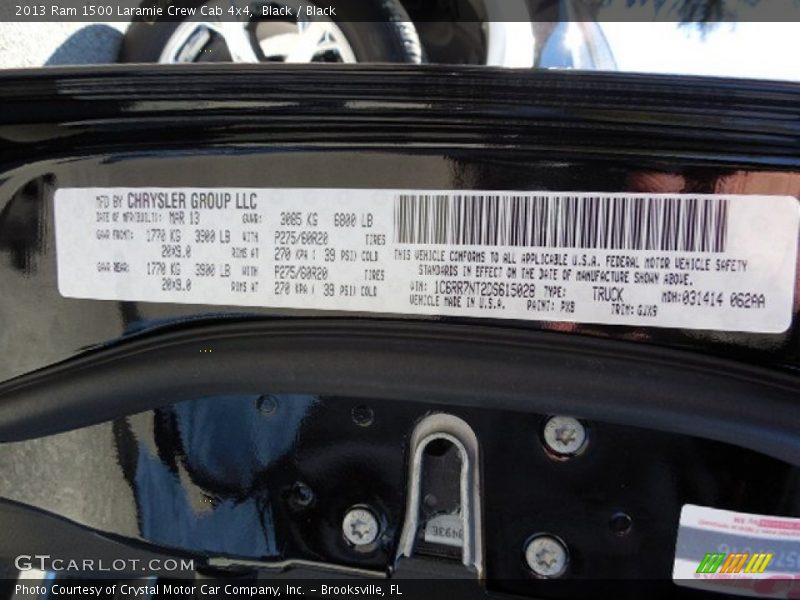 2013 Ram 1500 Laramie Crew Cab 4x4, Black / Black
MFD BY CHRYSLER GROUP LLC
DATE OF MFR/BUILT: MAR 13 GVWR: 3085 KG 6800 LB
GAWR FRONT: 1770 KG 3900 LB WITH P275/60R20 TIRES
20X9.0 RIMS AT 270 KPA ( 39 PSI) COLD
GAWR REAR: 1770 KG 3900 LB WITH P275/60R20 TIRES
20X9.0 RIMS AT 270 KPA ( 39 PSI) COLD
THIS VEHICLE CONFORMS TO ALL APPLICABLE U.S.A. FEDERAL MOTOR VEHICLE SAFETY
STANDARDS IN EFFECT ON THE DATE OF MANUFACTURE SHOWN ABOVE.
VIN: 1C6RR7NT2DS615028 TYPE: TRUCK MDH: 031414 062AA
VEHICLE MADE IN U.S.A. PAINT: PX8 TRIM: GJX9
GTCARLOT.COM
Photo Courtesy of Crystal Motor Car Company, Inc. - Brooksville, FL